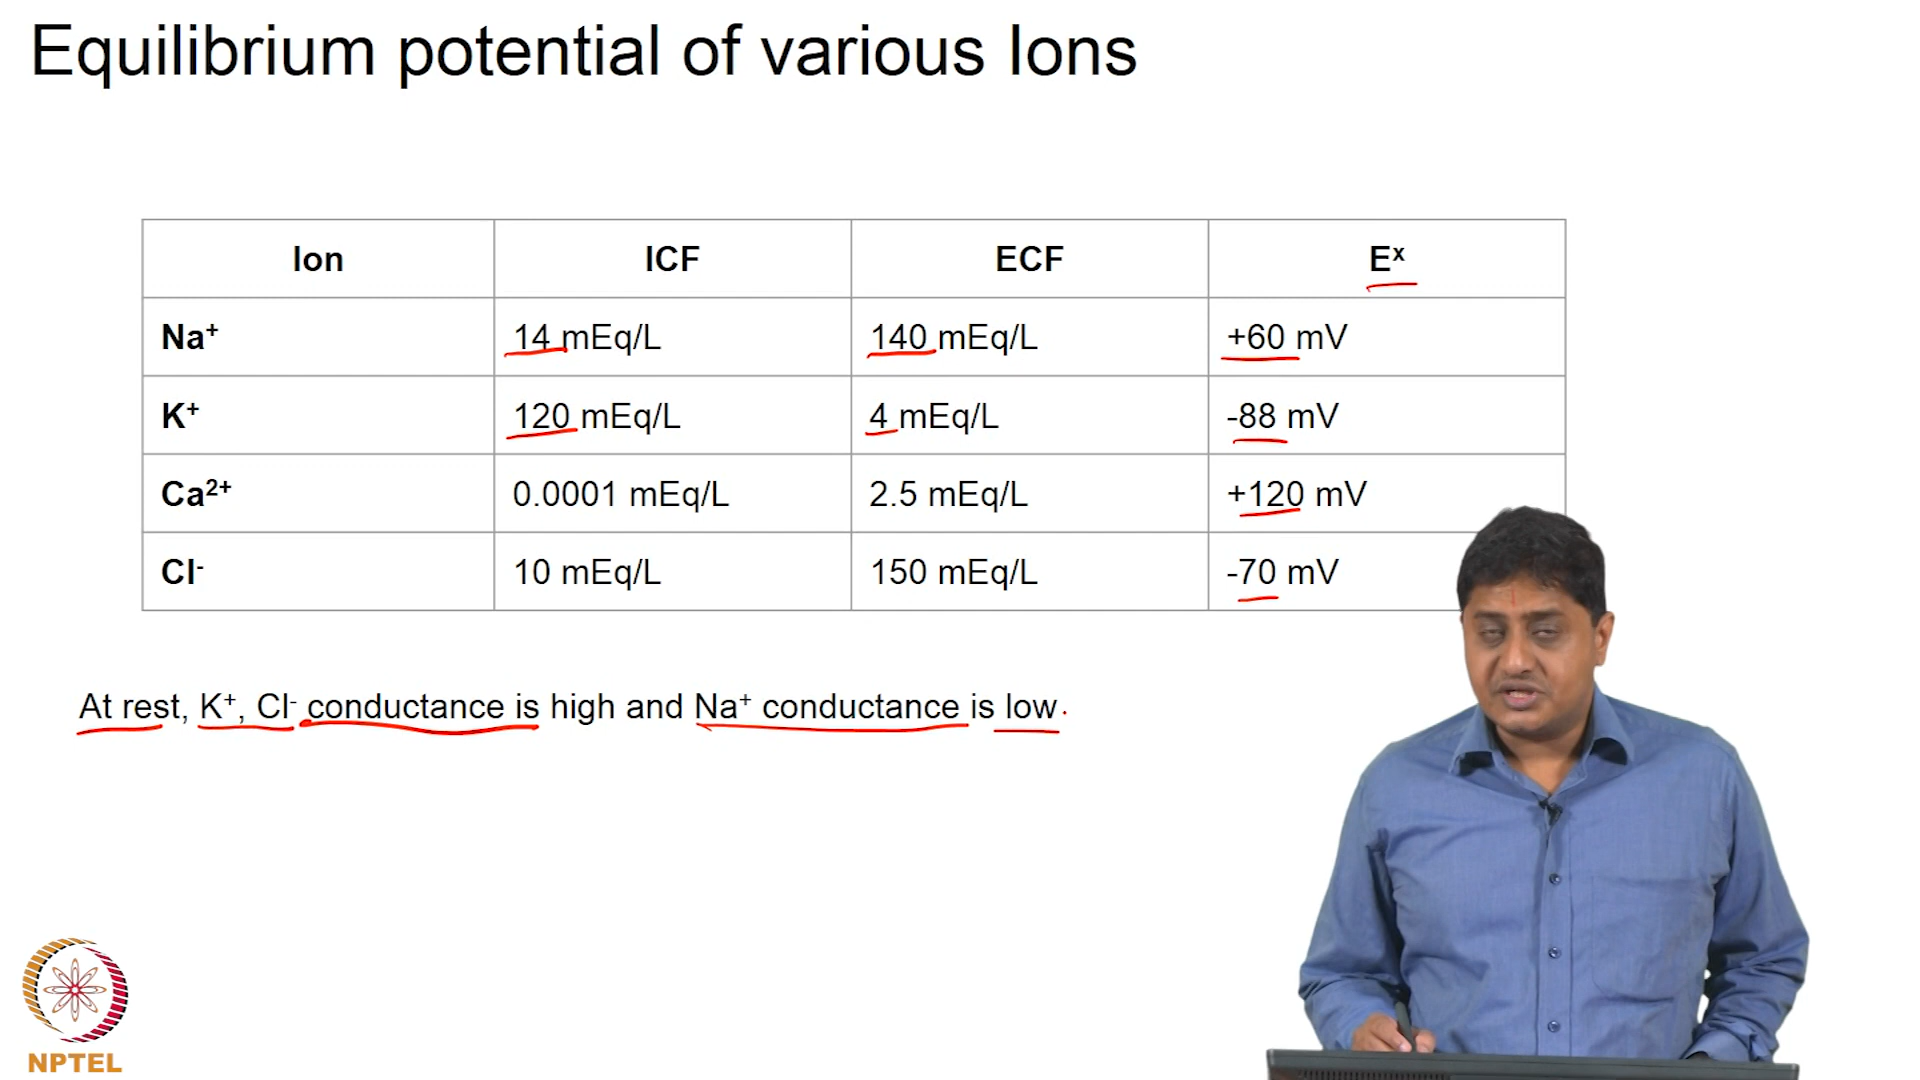 Equilibrium potential of various Ions
Ion ICF ECF Eˣ
Na⁺ 14 mEq/L 140 mEq/L +60 mV
K⁺ 120 mEq/L 4 mEq/L -88 mV
Ca²⁺ 0.0001 mEq/L 2.5 mEq/L +120 mV
Cl⁻ 10 mEq/L 150 mEq/L -70 mV
At rest, K⁺, Cl⁻ conductance is high and Na⁺ conductance is low.
NPTEL